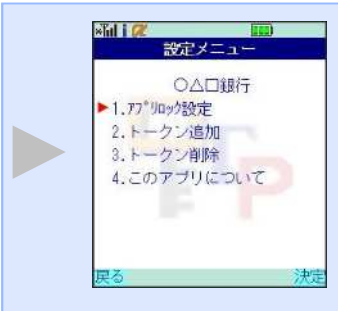 設定メニュー
○△□銀行
1.ｱﾌﾟﾘﾛｯｸ設定
2.トークン追加
3.トークン削除
4.このアプリについて
戻る 決定